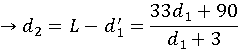 → d₂ = L − d₁′ = (33d₁ + 90)/(d₁ + 3)